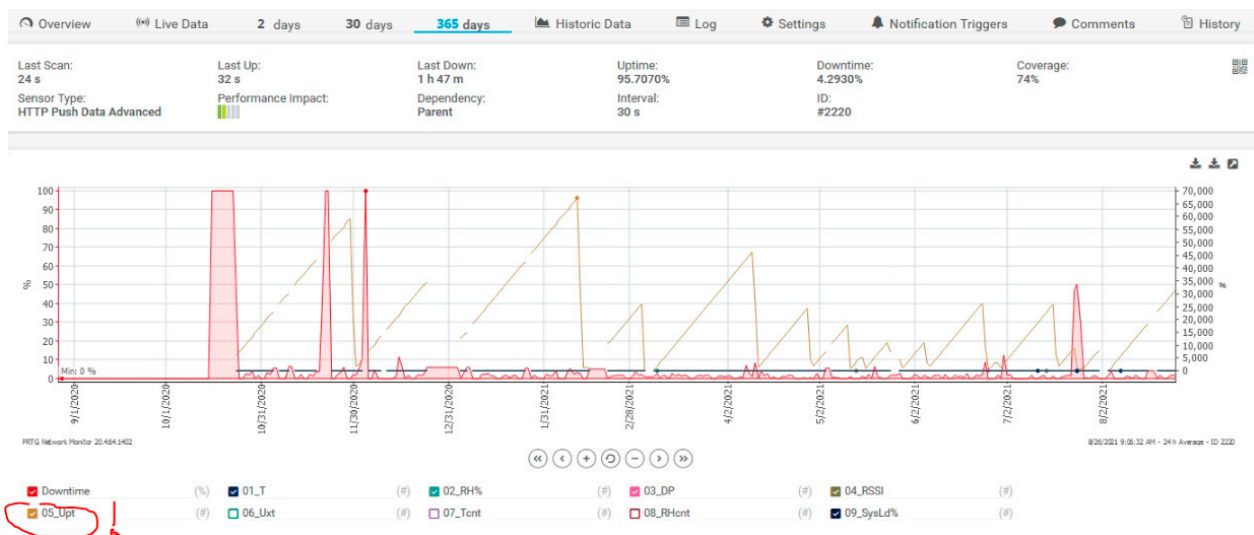 Overview Live Data 2 days 30 days 365 days Historic Data Log Settings Notification Triggers Comments History
Last Scan: Last Up: Last Down: Uptime: Downtime: Coverage:
24 s 32 s 1 h 47 m 95.7070% 4.2930% 74%
Sensor Type: Performance Impact: Dependency: Interval: ID:
HTTP Push Data Advanced Parent 30 s #2220
100 70,000
90 65,000
60,000
80 55,000
70 50,000
45,000
60 40,000
% 50 35,000 #
30,000
40 25,000
30 20,000
20 15,000
10,000
10 5,000
Min: 0 % 0
0
9/1/2020 10/1/2020 10/31/2020 11/30/2020 12/31/2020 1/31/2021 2/28/2021 4/2/2021 5/2/2021 6/2/2021 7/2/2021 8/2/2021
PRTG Network Monitor 20.4.64.1402 8/26/2021 9:06:32 AM - 24 h Average - ID 2220
Downtime (%) 01_T (#) 02_RH% (#) 03_DP (#) 04_RSSI (#)
05_Upt (#) 06_Uxt (#) 07_Tcnt (#) 08_RHcnt (#) 09_SysLd% (#)